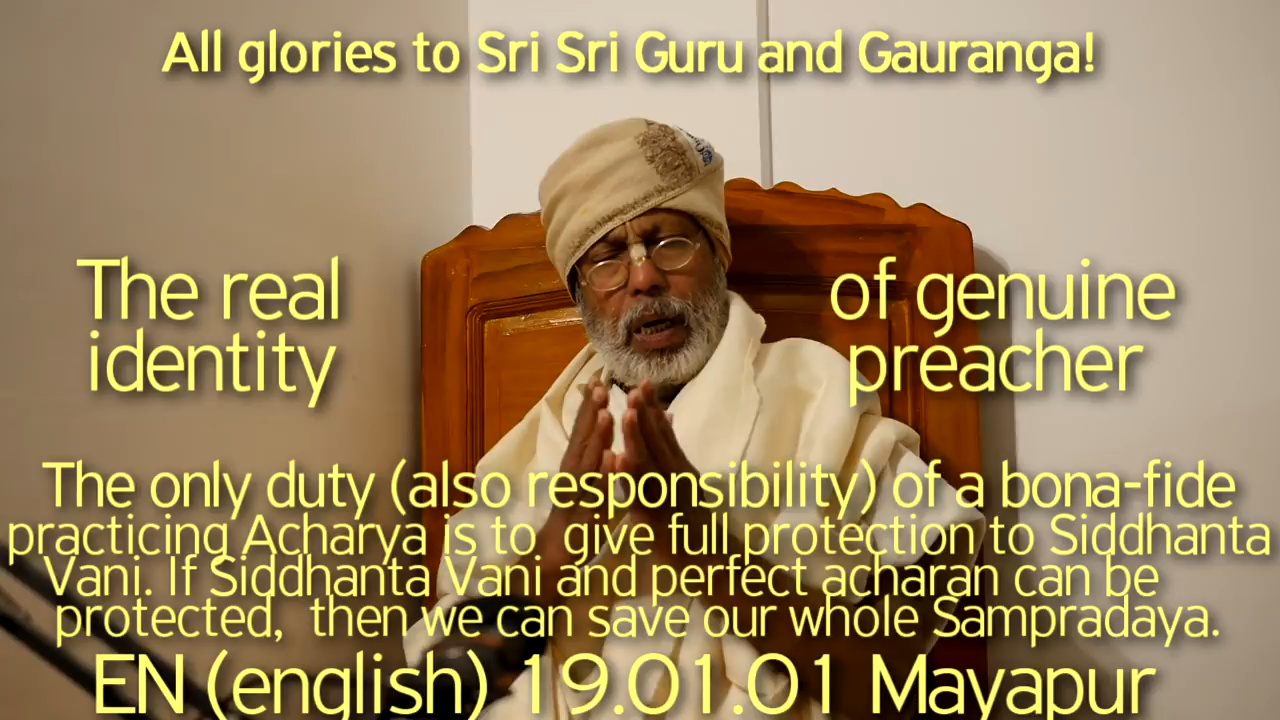 All glories to Sri Sri Guru and Gauranga!
The real
identity
of genuine
preacher
The only duty (also responsibility) of a bona-fide
practicing Acharya is to give full protection to Siddhanta
Vani. If Siddhanta Vani and perfect acharan can be
protected, then we can save our whole Sampradaya.
EN (english) 19.01.01 Mayapur